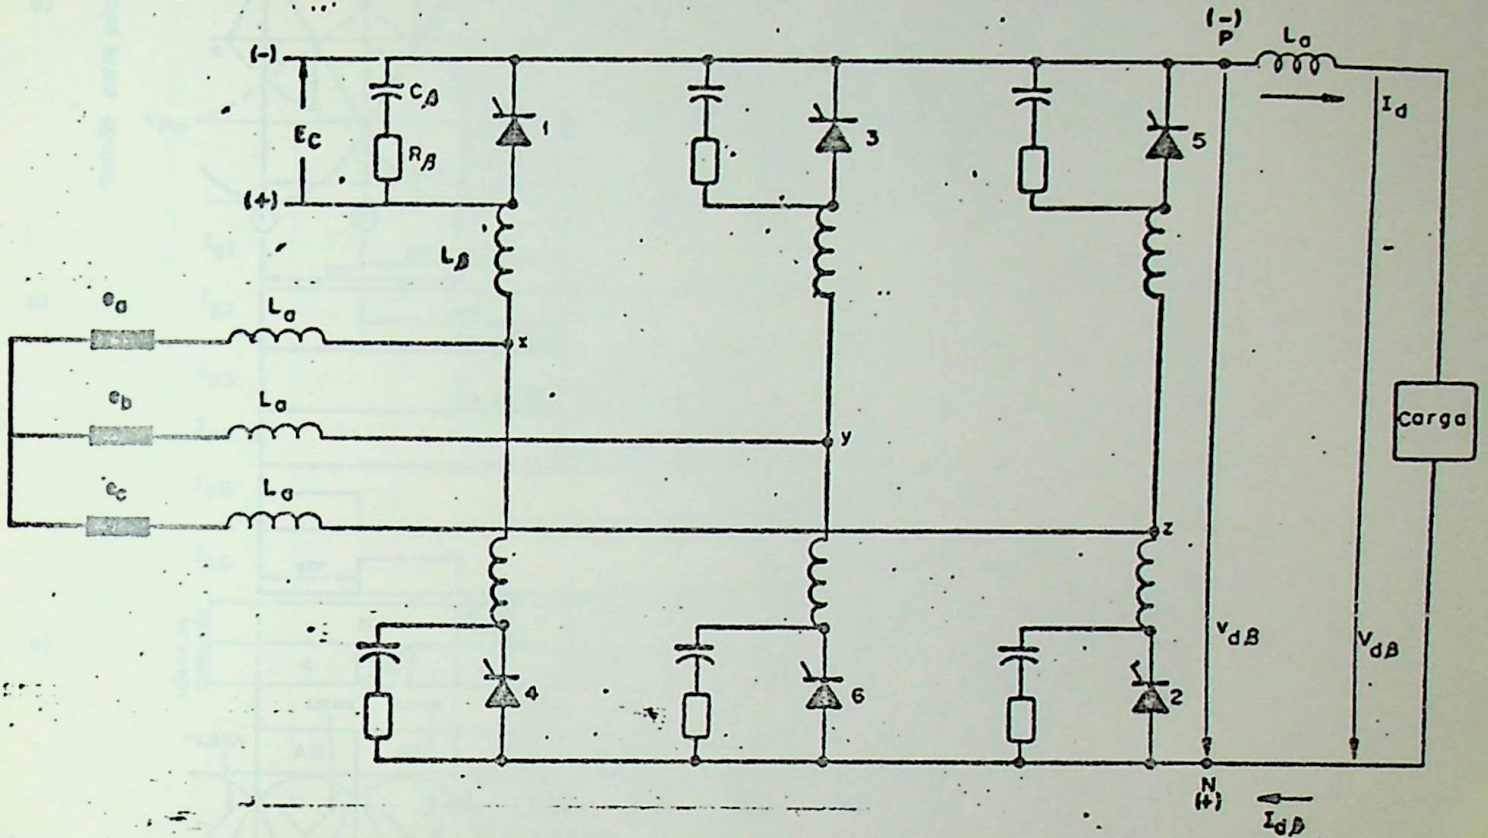 (-)
P
La
(-)
Cβ
1
3
5
Id
EC
Rβ
(+)
Lβ
ea
La
x
eb
La
y
Carga
ec
La
z
vdβ
Vdβ
4
6
2
N
(+)
Idβ